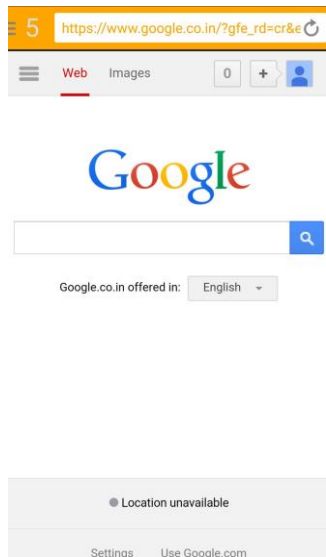 5 https://www.google.co.in/?gfe_rd=cr&e
Web Images 0 +
Google
Google.co.in offered in: English
Location unavailable
Settings Use Google.com